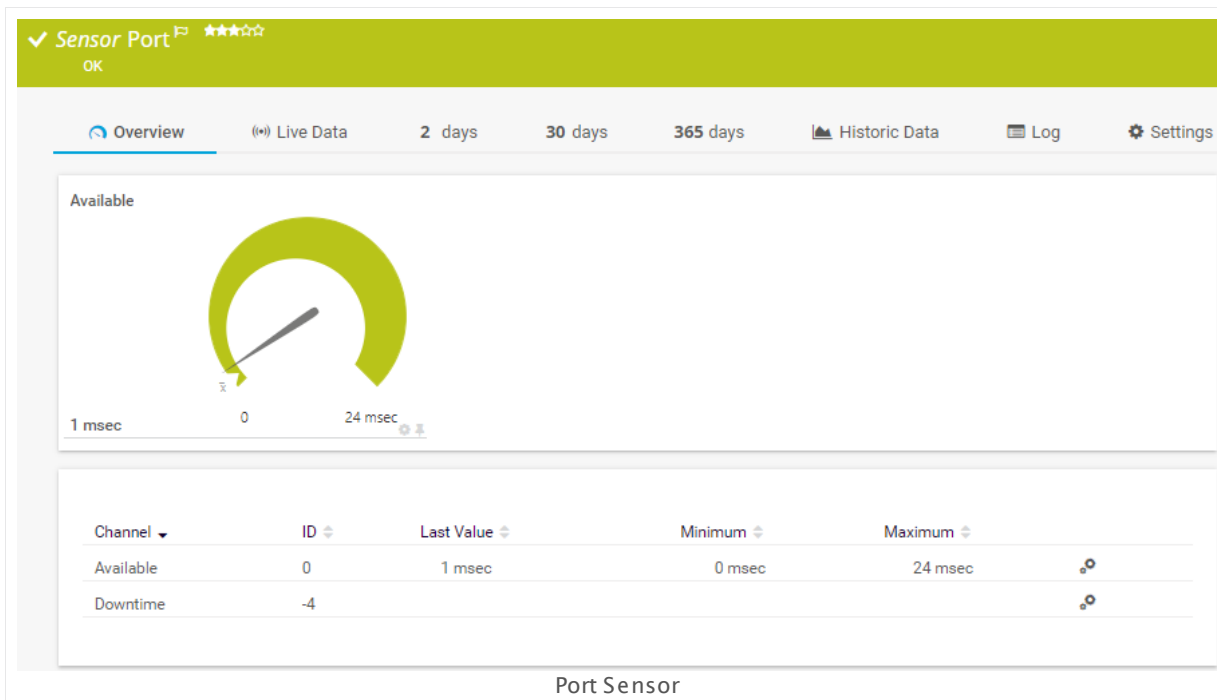 Sensor Port
OK
Overview Live Data 2 days 30 days 365 days Historic Data Log Settings
Available
x̄
0 24 msec
1 msec
Channel ID Last Value Minimum Maximum
Available 0 1 msec 0 msec 24 msec
Downtime -4
Port Sensor